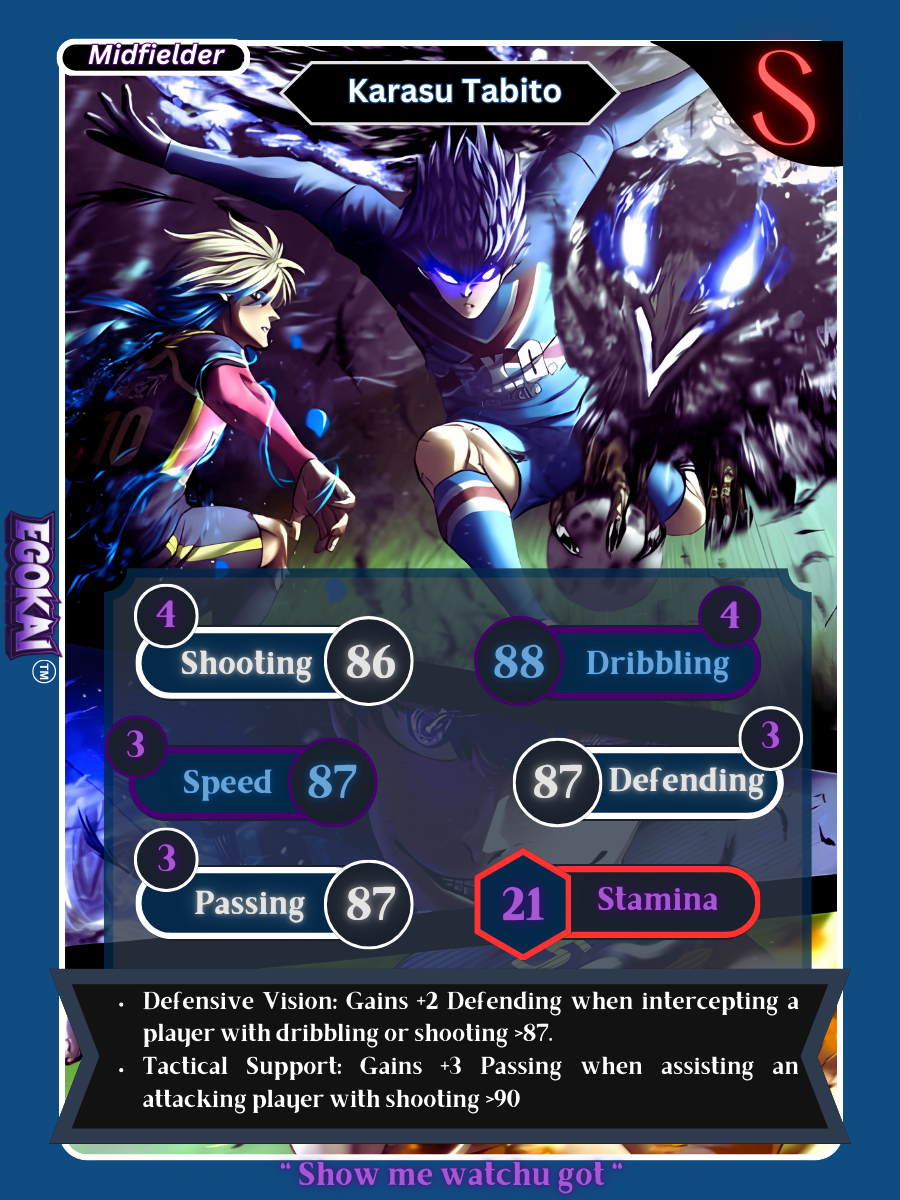 Midfielder
Karasu Tabito
S
10
EGOKAI
TM
4
Shooting 86
4
88 Dribbling
3
Speed 87
3
87 Defending
3
Passing 87
21 Stamina
• Defensive Vision: Gains +2 Defending when intercepting a
player with dribbling or shooting >87.
• Tactical Support: Gains +3 Passing when assisting an
attacking player with shooting >90
“ Show me watchu got “